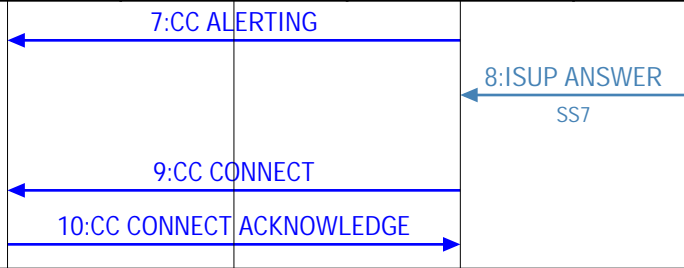 7:CC ALERTING
8:ISUP ANSWER
SS7
9:CC CONNECT
10:CC CONNECT ACKNOWLEDGE